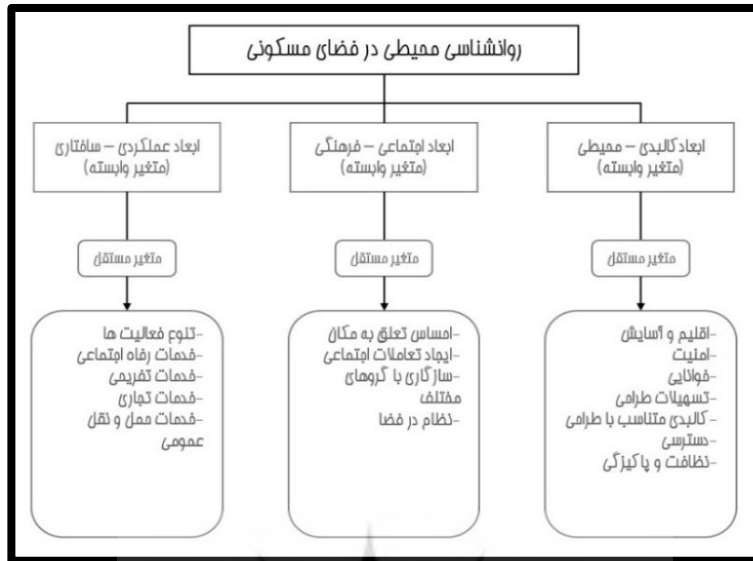 روانشناسی محیطی در فضای مسکونی
ابعاد کالبدی – محیطی
(متغیر وابسته)
ابعاد اجتماعی – فرهنگی
(متغیر وابسته)
ابعاد عملکردی – ساختاری
(متغیر وابسته)
متغیر مستقل
متغیر مستقل
متغیر مستقل
-اقلیم و آسایش
-امنیت
-خوانایی
-تسهیلات طراحی
-کالبدی متناسب با طراحی
-دسترسی
-نظافت و پاکیزگی
-احساس تعلق به مکان
-ایجاد تعاملات اجتماعی
-سازگاری با گروهای
مختلف
-نظام در فضا
-تنوع فعالیت ها
-خدمات رفاه اجتماعی
-خدمات تفریحی
-خدمات تجاری
-خدمات حمل و نقل
عمومی